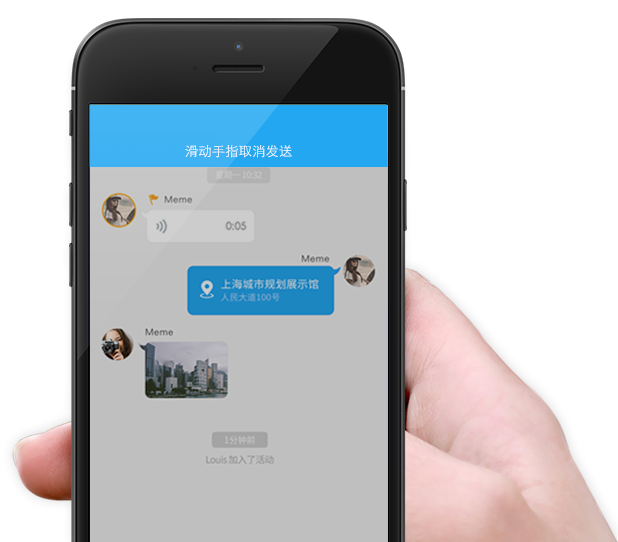 滑动手指取消发送
星期一 10:32
Meme
0:05
Meme
上海城市规划展示馆
人民大道100号
Meme
1分钟前
Louis 加入了活动